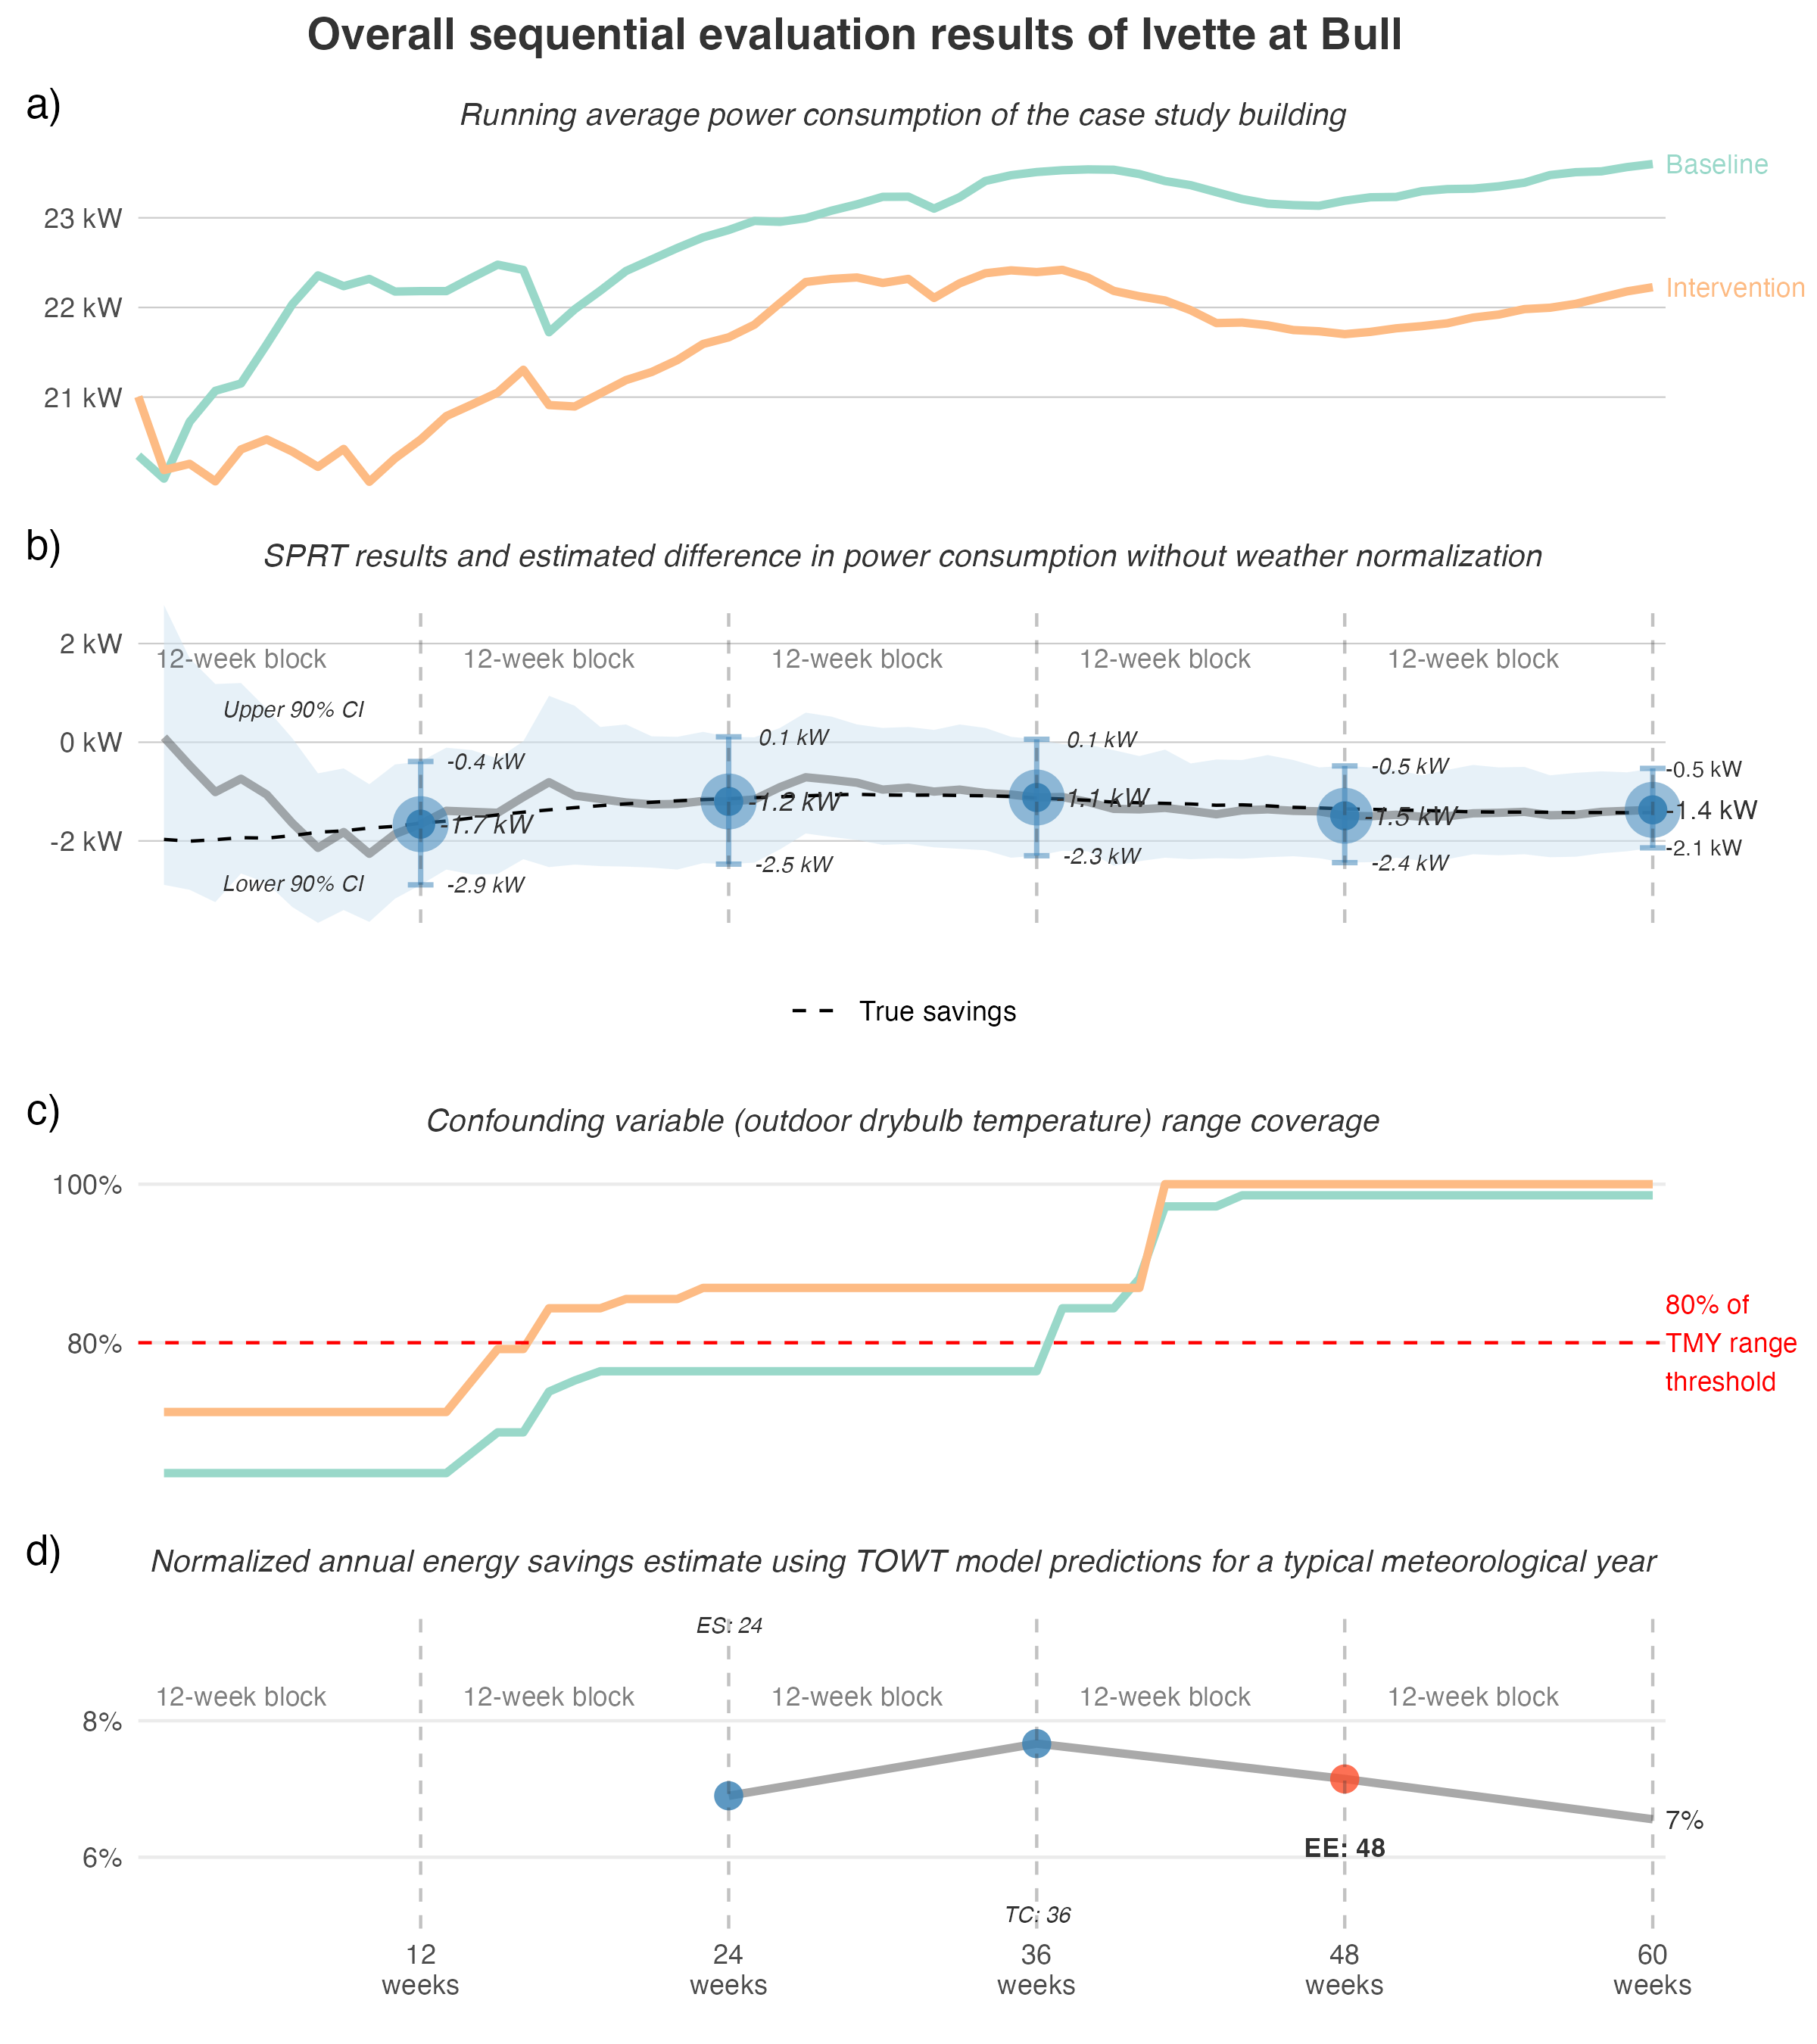 Overall sequential evaluation results of Ivette at Bull
a)
Running average power consumption of the case study building
Baseline
23 kW
Intervention
22 kW
21 kW
b)
SPRT results and estimated difference in power consumption without weather normalization
2 kW
12-week block
12-week block
12-week block
12-week block
12-week block
Upper 90% CI
0 kW
0.1 kW
0.1 kW
-0.4 kW
-0.5 kW
-0.5 kW
-1.7 kW
-1.2 kW
-1.1 kW
-1.5 kW
-1.4 kW
-2 kW
Lower 90% CI
-2.9 kW
-2.5 kW
-2.3 kW
-2.4 kW
-2.1 kW
True savings
c)
Confounding variable (outdoor drybulb temperature) range coverage
100%
80%
80% of
TMY range
threshold
d)
Normalized annual energy savings estimate using TOWT model predictions for a typical meteorological year
ES: 24
12-week block
12-week block
12-week block
12-week block
12-week block
8%
7%
EE: 48
6%
TC: 36
12
weeks
24
weeks
36
weeks
48
weeks
60
weeks